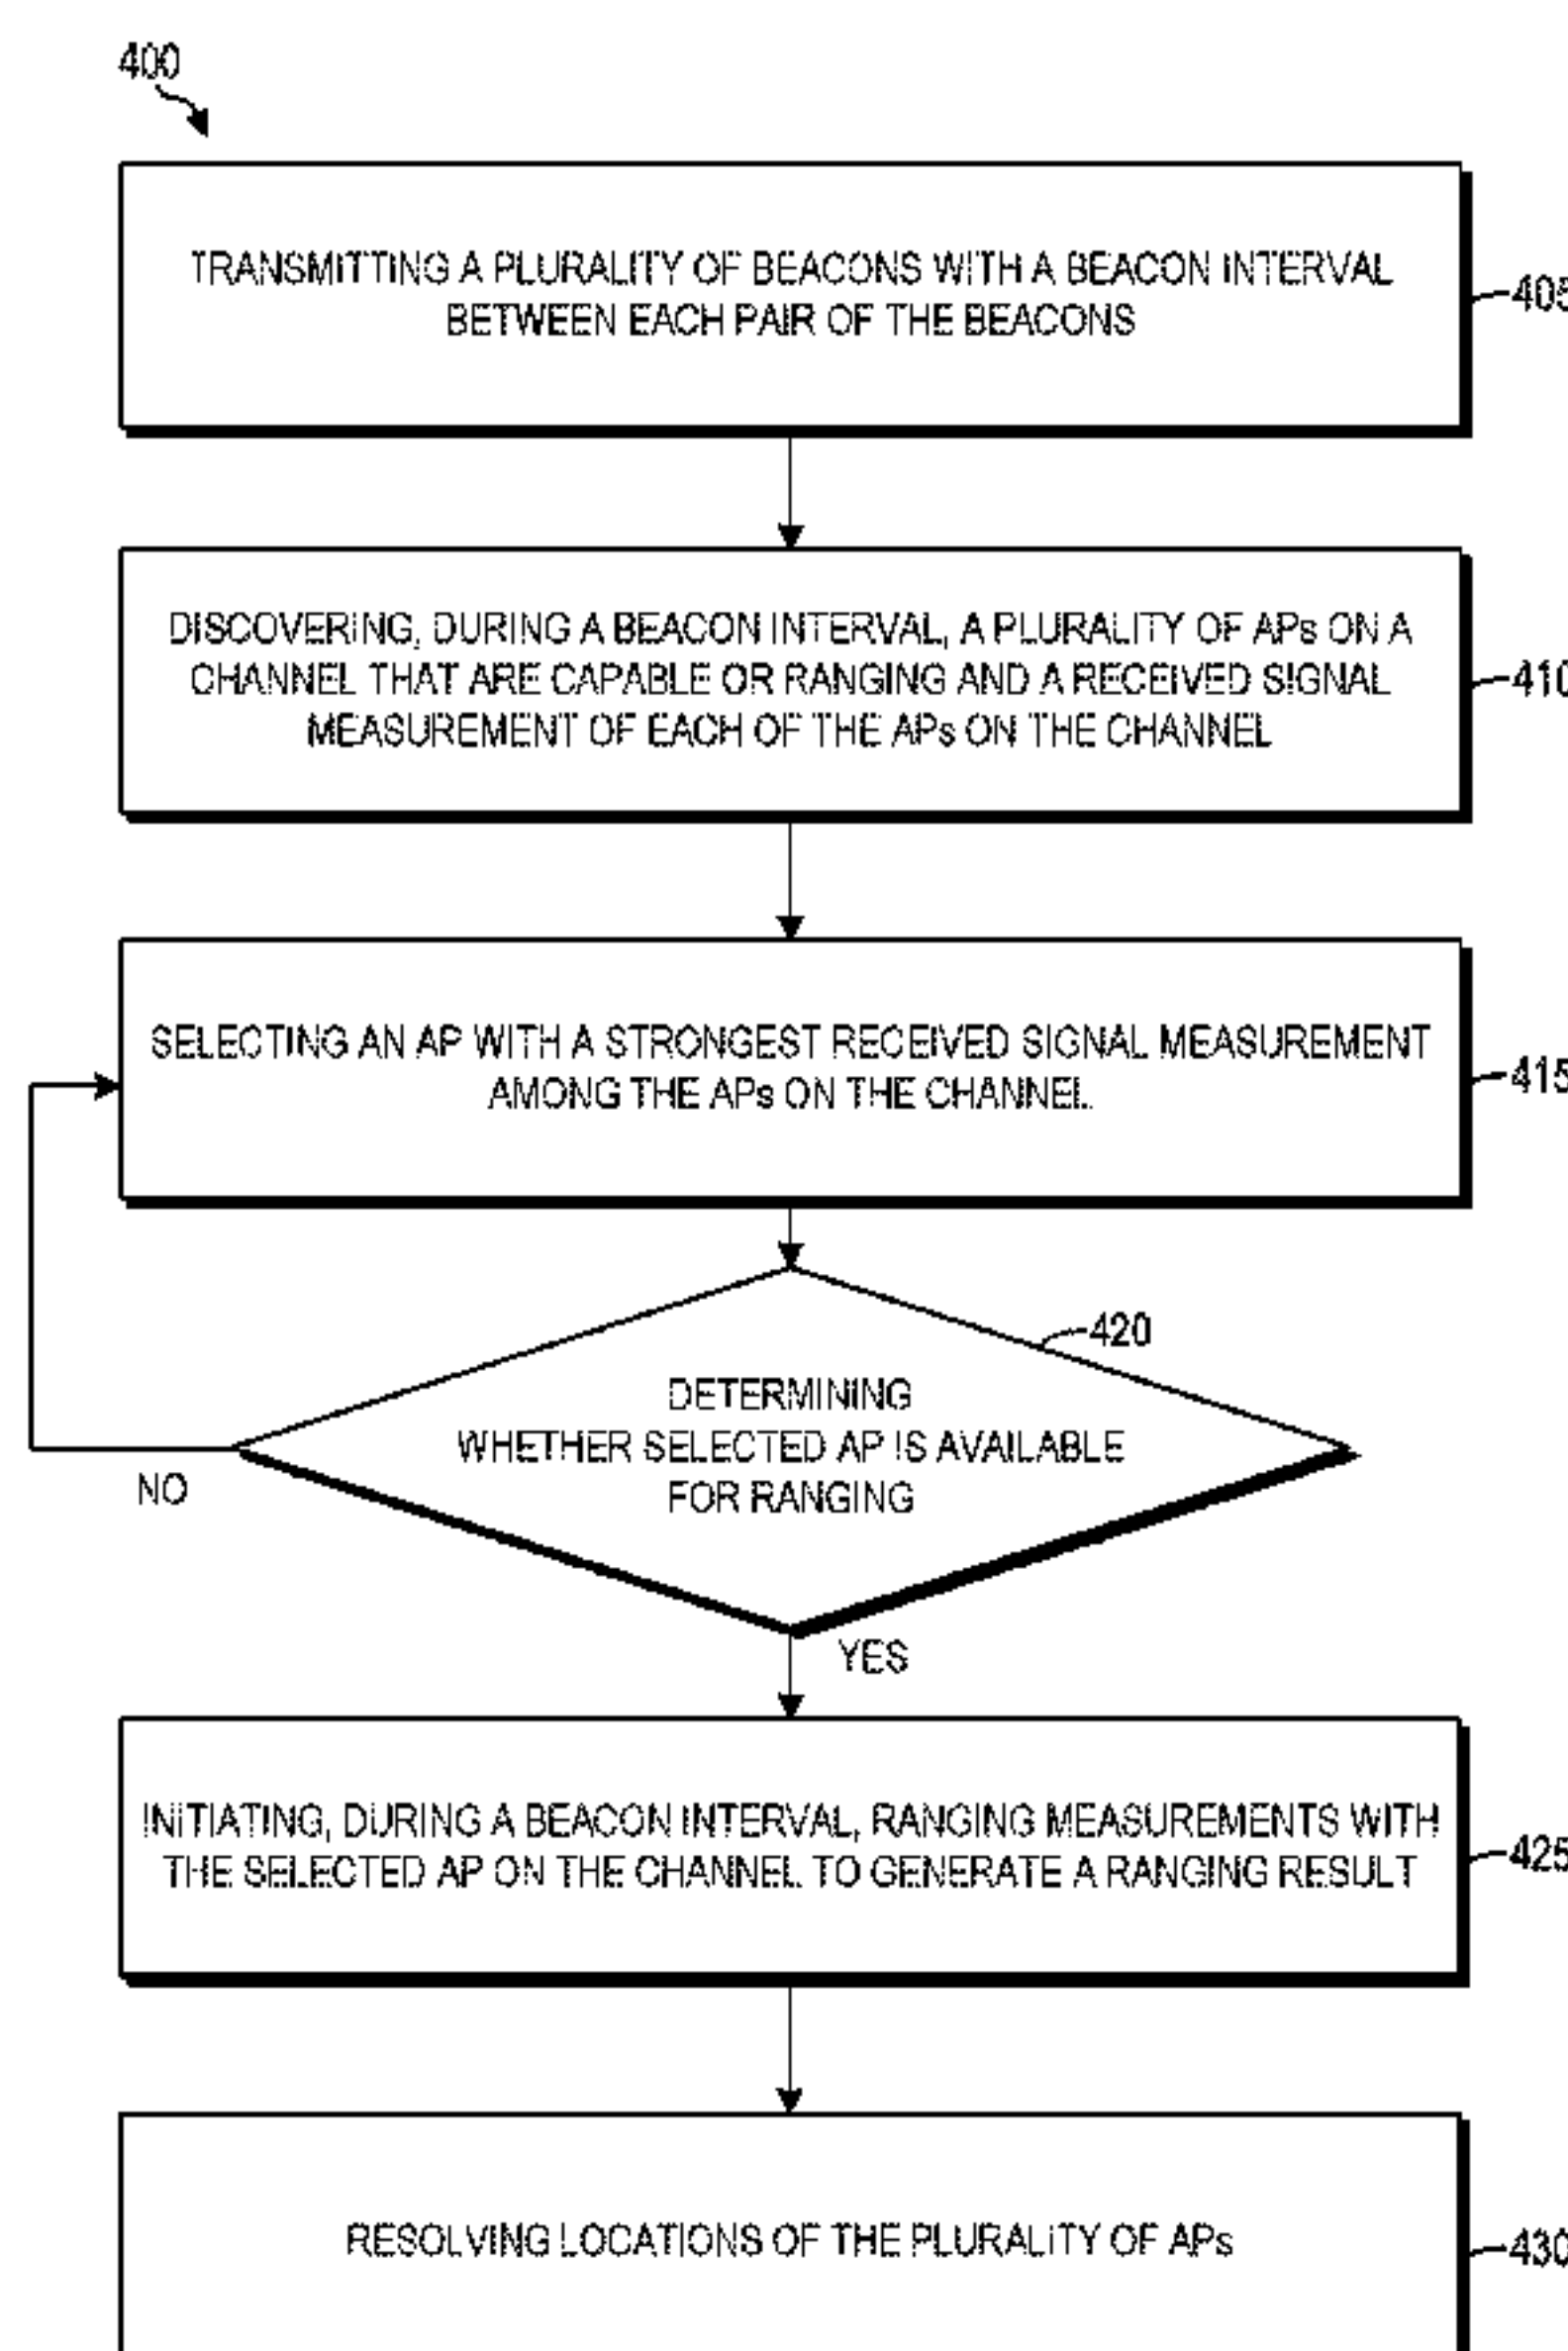 400
TRANSMITTING A PLURALITY OF BEACONS WITH A BEACON INTERVAL
BETWEEN EACH PAIR OF THE BEACONS
405
DISCOVERING, DURING A BEACON INTERVAL, A PLURALITY OF APs ON A
CHANNEL THAT ARE CAPABLE OR RANGING AND A RECEIVED SIGNAL
MEASUREMENT OF EACH OF THE APs ON THE CHANNEL
410
SELECTING AN AP WITH A STRONGEST RECEIVED SIGNAL MEASUREMENT
AMONG THE APs ON THE CHANNEL.
415
420
DETERMINING
WHETHER SELECTED AP IS AVAILABLE
FOR RANGING
NO
YES
INITIATING, DURING A BEACON INTERVAL, RANGING MEASUREMENTS WITH
THE SELECTED AP ON THE CHANNEL TO GENERATE A RANGING RESULT
425
RESOLVING LOCATIONS OF THE PLURALITY OF APs
430